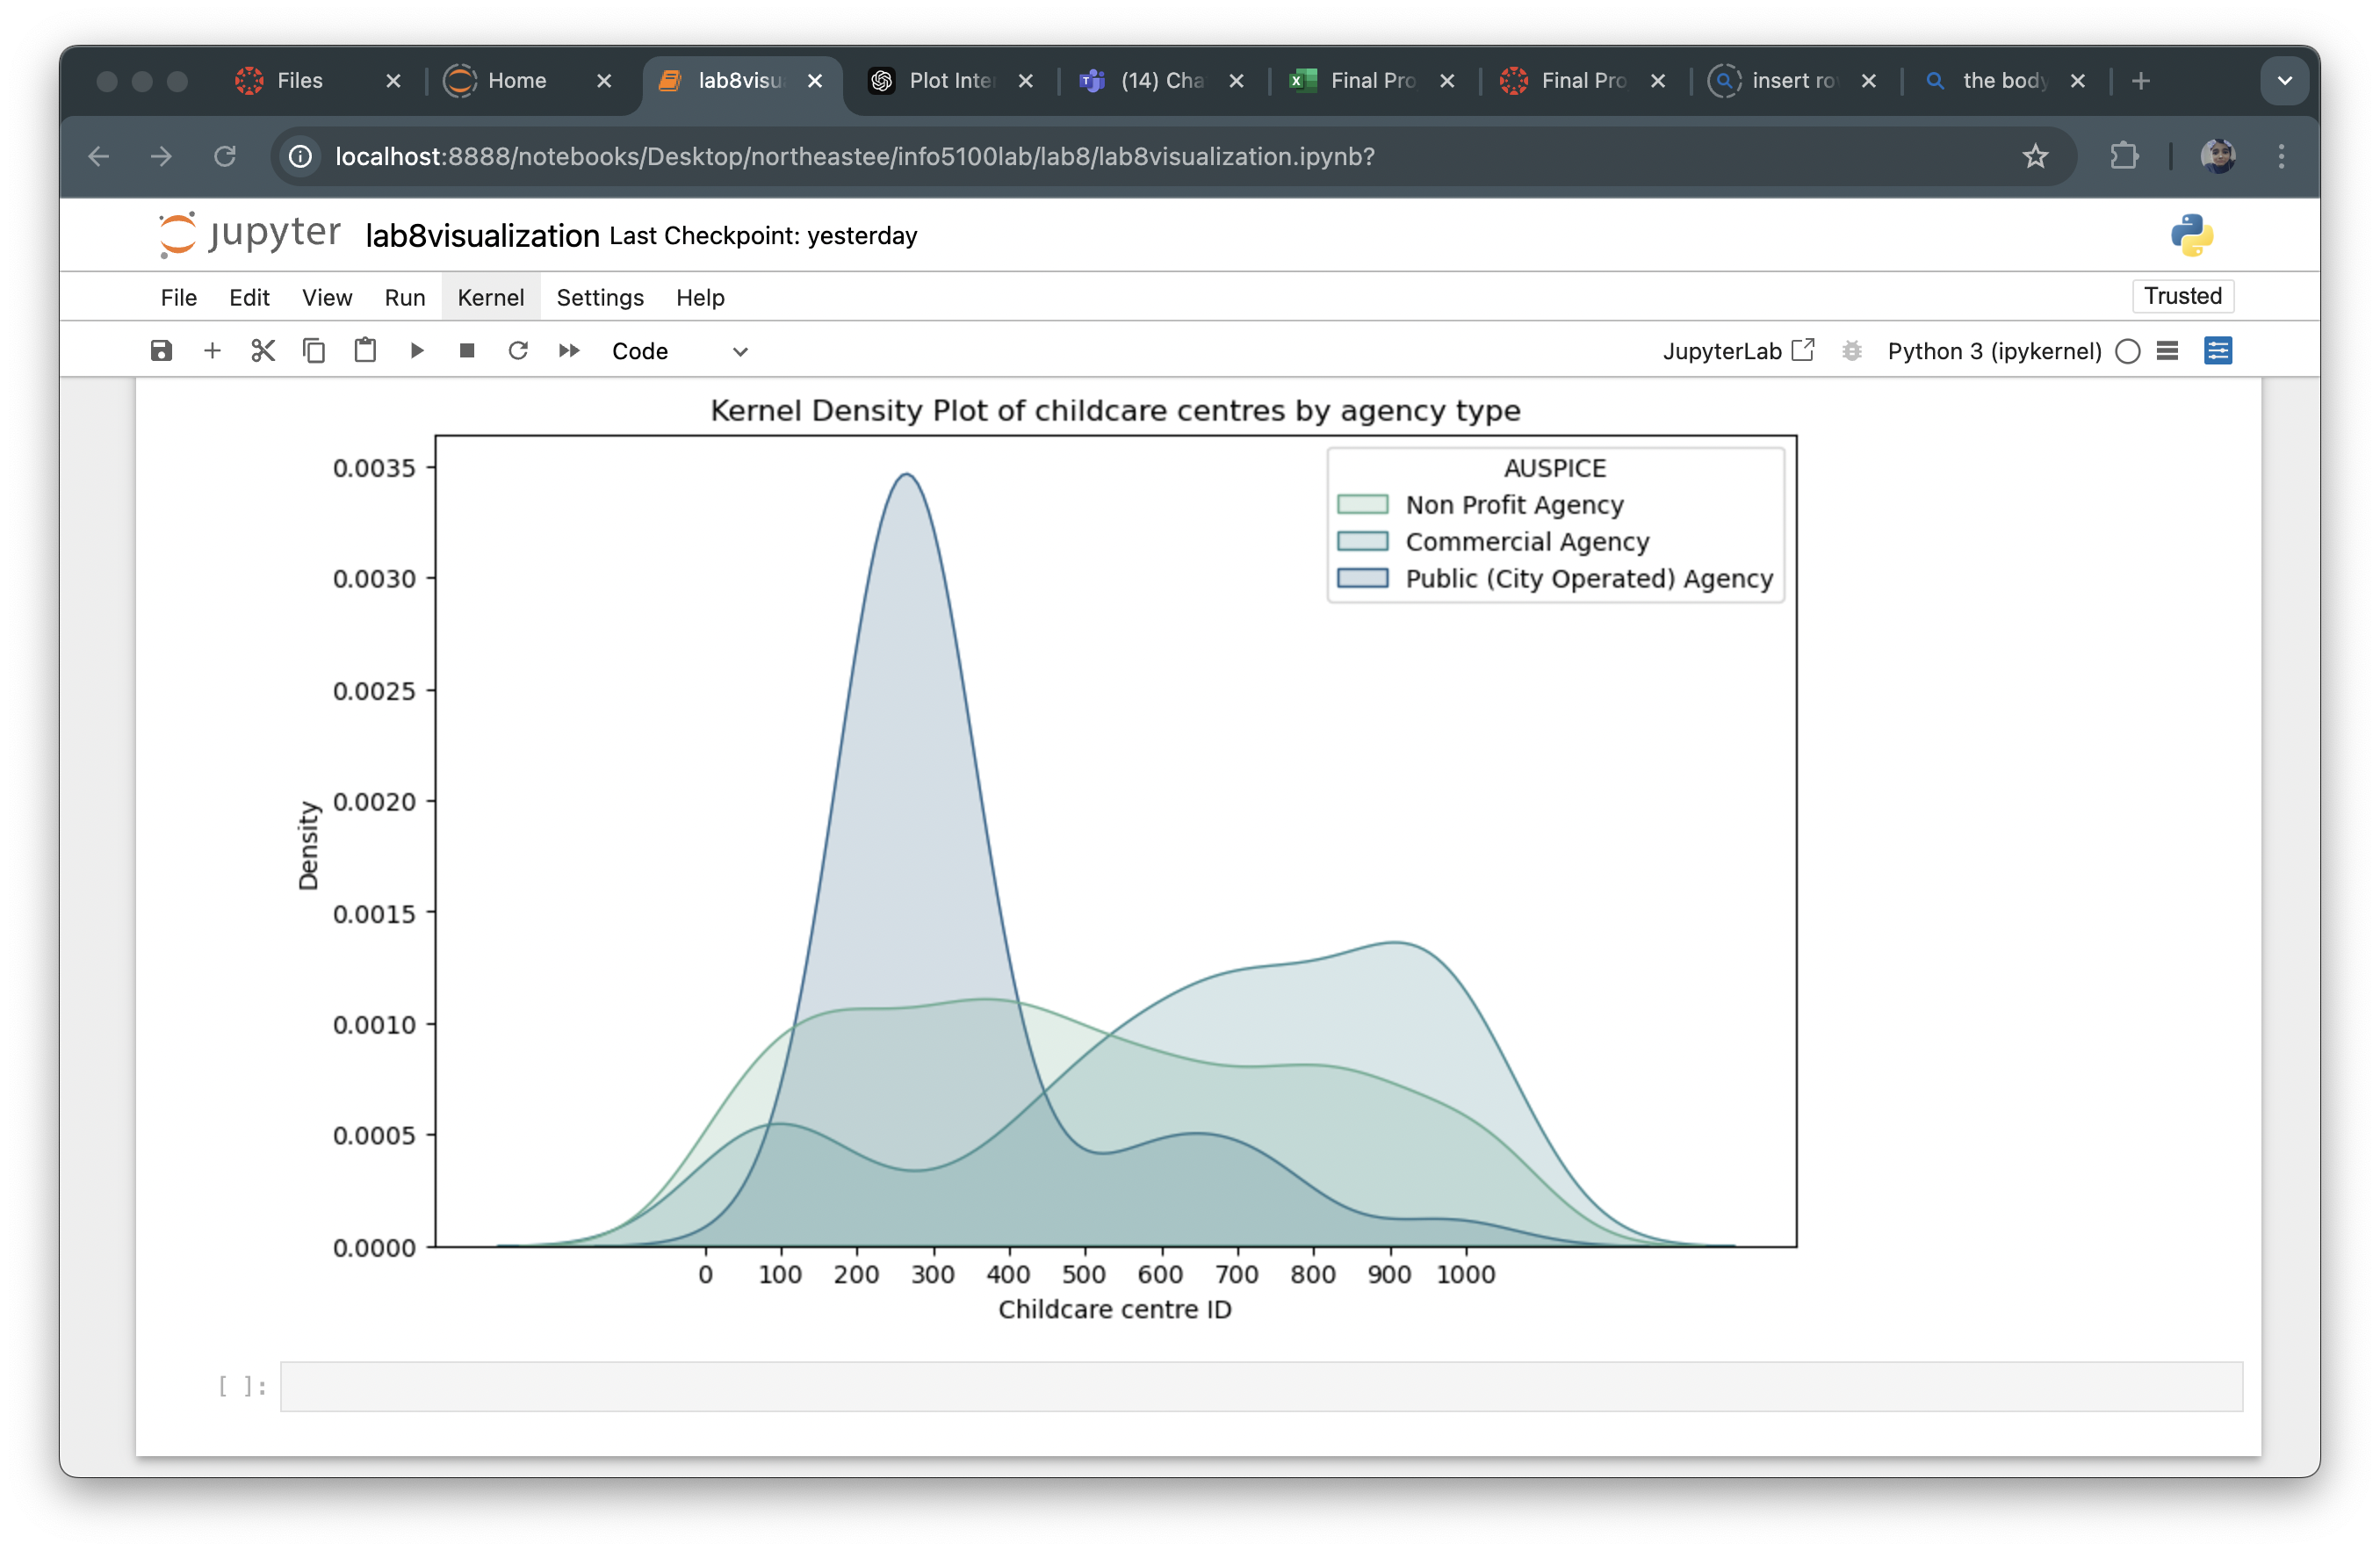 Files
Home
lab8visu
Plot Inte
(14) Cha
Final Pro
Final Pro
insert ro
the body
localhost:8888/notebooks/Desktop/northeastee/info5100lab/lab8/lab8visualization.ipynb?
jupyter lab8visualization Last Checkpoint: yesterday
File Edit View Run Kernel Settings Help
Trusted
Code
JupyterLab
Python 3 (ipykernel)
Kernel Density Plot of childcare centres by agency type
AUSPICE
Non Profit Agency
Commercial Agency
Public (City Operated) Agency
0.0035
0.0030
0.0025
0.0020
0.0015
0.0010
0.0005
0.0000
Density
0 100 200 300 400 500 600 700 800 900 1000
Childcare centre ID
[ ]: